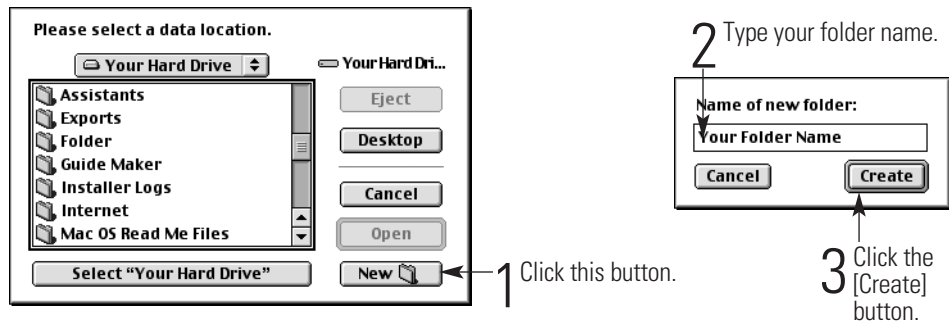 Please select a data location.
Your Hard Drive
Your Hard Dri...
Assistants
Exports
Folder
Guide Maker
Installer Logs
Internet
Mac OS Read Me Files
Eject
Desktop
Cancel
Open
Select “Your Hard Drive”
New
1 Click this button.
2 Type your folder name.
Name of new folder:
Your Folder Name
Cancel
Create
3 Click the
[Create]
button.